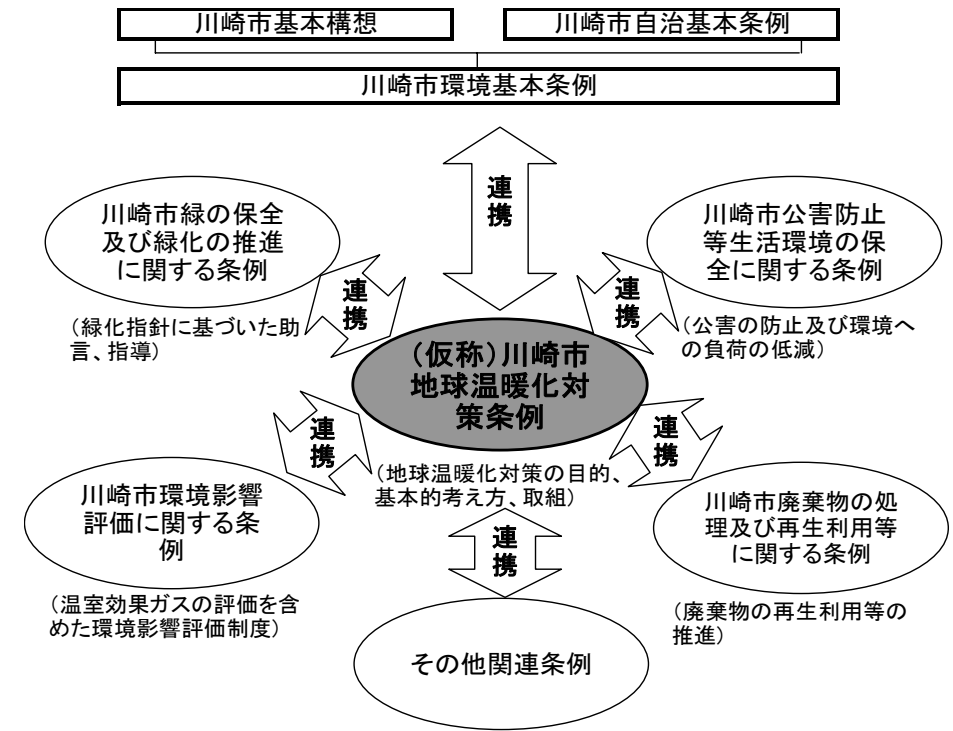 川崎市基本構想
川崎市自治基本条例
川崎市環境基本条例
連
携
川崎市緑の保全
及び緑化の推進
に関する条例
連
携
(緑化指針に基づいた助
言、指導)
川崎市公害防止
等生活環境の保
全に関する条例
連
携
(公害の防止及び環境へ
の負荷の低減)
(仮称)川崎市
地球温暖化対
策条例
(地球温暖化対策の目的、
基本的考え方、取組)
連
携
川崎市環境影響
評価に関する条
例
(温室効果ガスの評価を含
めた環境影響評価制度)
連
携
川崎市廃棄物の処
理及び再生利用等
に関する条例
(廃棄物の再生利用等の
推進)
連
携
その他関連条例